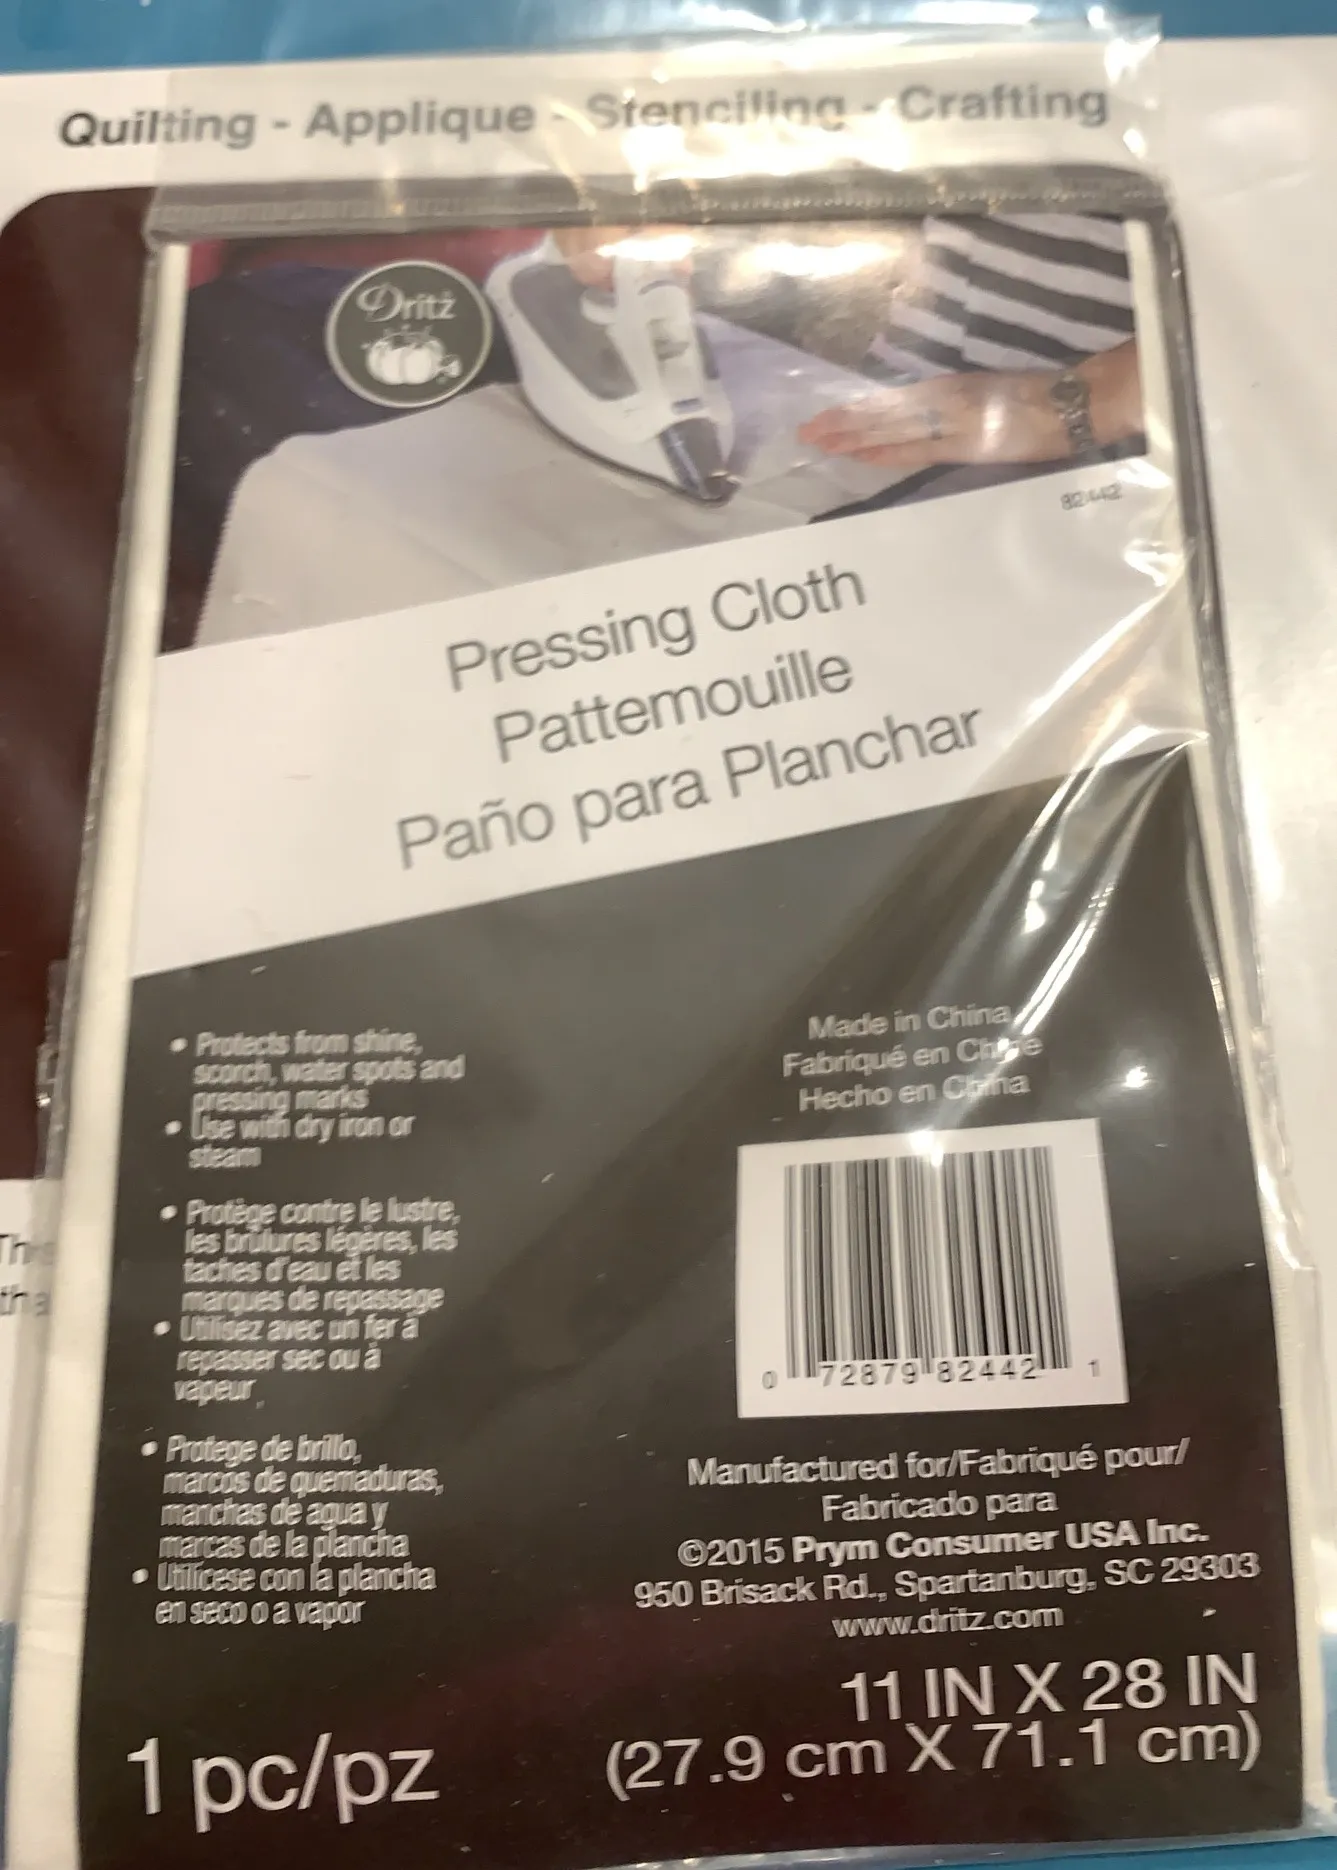 Quilting - Applique - Stenciling - Crafting
Dritz
82442
Pressing Cloth
Pattemouille
Paño para Planchar
• Protects from shine,
scorch, water spots and
pressing marks
• Use with dry iron or
steam
• Protège contre le lustre,
les brûlures légères, les
taches d'eau et les
marques de repassage
• Utilisez avec un fer à
repasser sec ou à
vapeur
• Protege de brillo,
marcos de quemaduras,
manchas de agua y
marcas de la plancha
• Utilícese con la plancha
en seco o a vapor
Made in China
Fabriqué en Chine
Hecho en China
0 72879 82442 1
Manufactured for/Fabriqué pour/
Fabricado para
©2015 Prym Consumer USA Inc.
950 Brisack Rd., Spartanburg, SC 29303
www.dritz.com
11 IN X 28 IN
(27.9 cm X 71.1 cm)
1 pc/pz